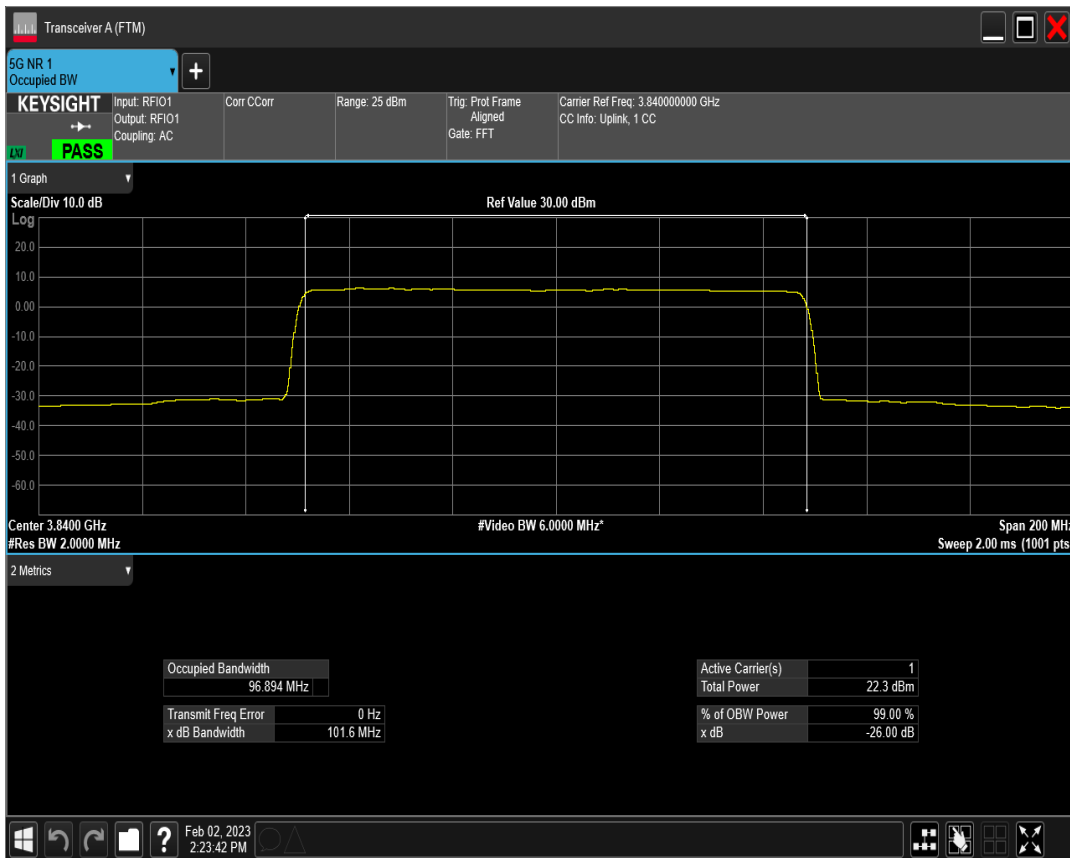 Transceiver A (FTM)
5G NR 1
Occupied BW
+
KEYSIGHT
LXI
PASS
Input: RFIO1
Output: RFIO1
Coupling: AC
Corr CCorr
Range: 25 dBm
Trig: Prot Frame
Aligned
Gate: FFT
Carrier Ref Freq: 3.840000000 GHz
CC Info: Uplink, 1 CC
1 Graph
Scale/Div 10.0 dB
Ref Value 30.00 dBm
Log
20.0
10.0
0.00
-10.0
-20.0
-30.0
-40.0
-50.0
-60.0
Center 3.8400 GHz
#Video BW 6.0000 MHz*
Span 200 MHz
#Res BW 2.0000 MHz
Sweep 2.00 ms (1001 pts
2 Metrics
Occupied Bandwidth
96.894 MHz
Transmit Freq Error 0 Hz
x dB Bandwidth 101.6 MHz
Active Carrier(s) 1
Total Power 22.3 dBm
% of OBW Power 99.00 %
x dB -26.00 dB
?
Feb 02, 2023
2:23:42 PM